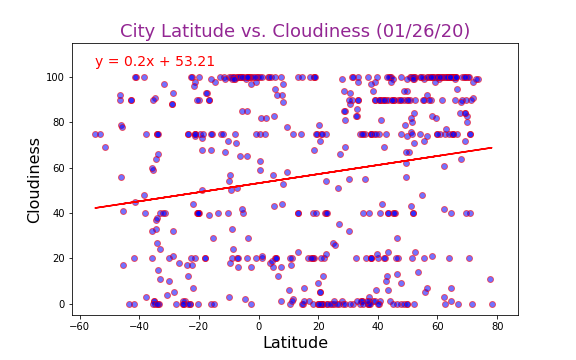 City Latitude vs. Cloudiness (01/26/20)
y = 0.2x + 53.21
100
80
60
40
20
0
Cloudiness
−60 −40 −20 0 20 40 60 80
Latitude